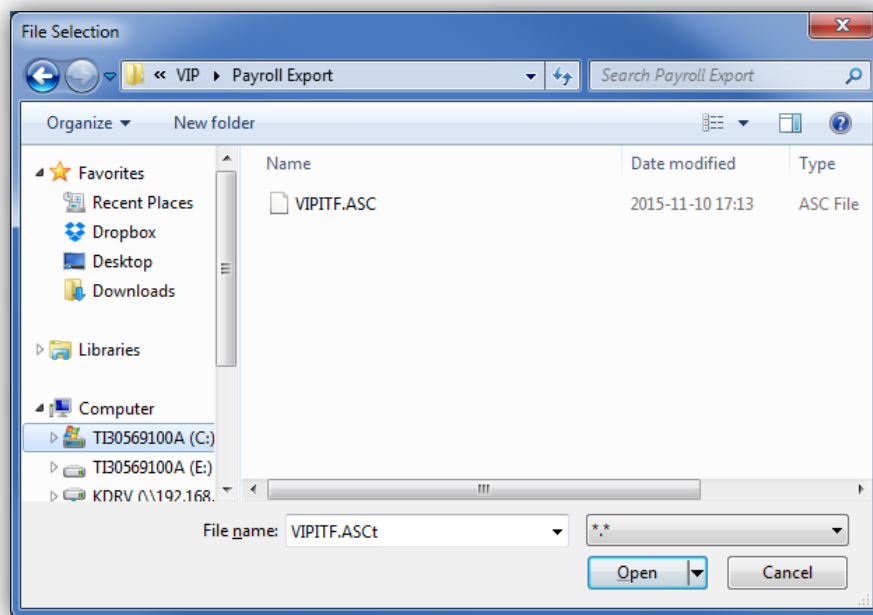 File Selection
« VIP Payroll Export
Search Payroll Export
Organize
New folder
Name
Date modified
Type
Favorites
Recent Places
Dropbox
Desktop
Downloads
Libraries
Computer
TI30569100A (C:)
TI30569100A (E:)
KDRV (\\192.168.
VIPITF.ASC
2015-11-10 17:13
ASC File
File name:
VIPITF.ASCt
*.*
Open
Cancel